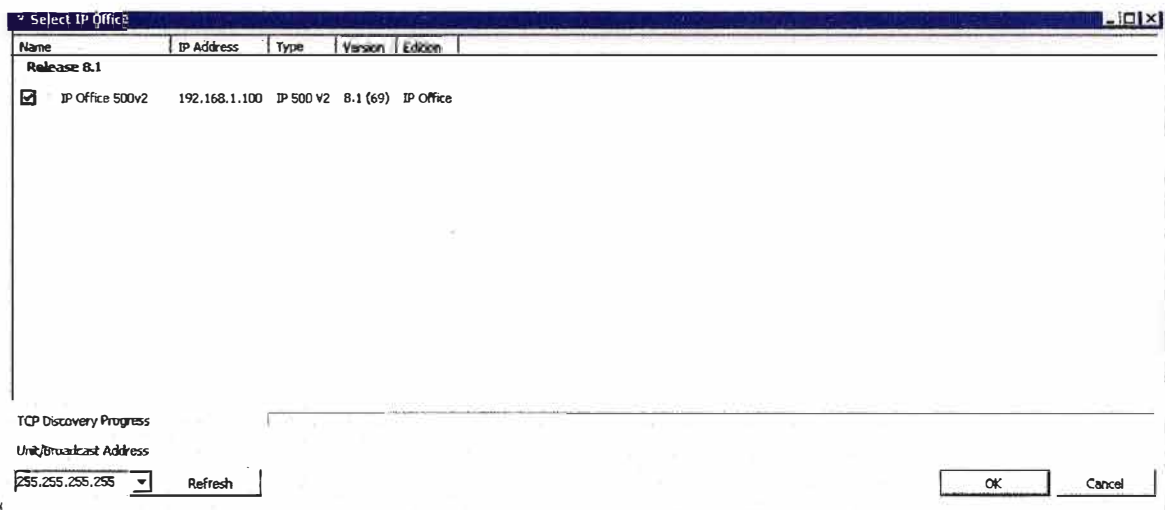 Select IP Office
Name IP Address Type Version Edition
Release 8.1
IP Office 500v2 192.168.1.100 IP 500 V2 8.1 (69) IP Office
TCP Discovery Progress
Unit/Broadcast Address
255.255.255.255 Refresh OK Cancel